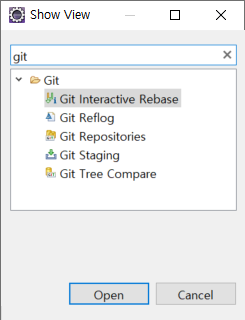 Show View
git
Git
Git Interactive Rebase
Git Reflog
Git Repositories
Git Staging
Git Tree Compare
Open
Cancel